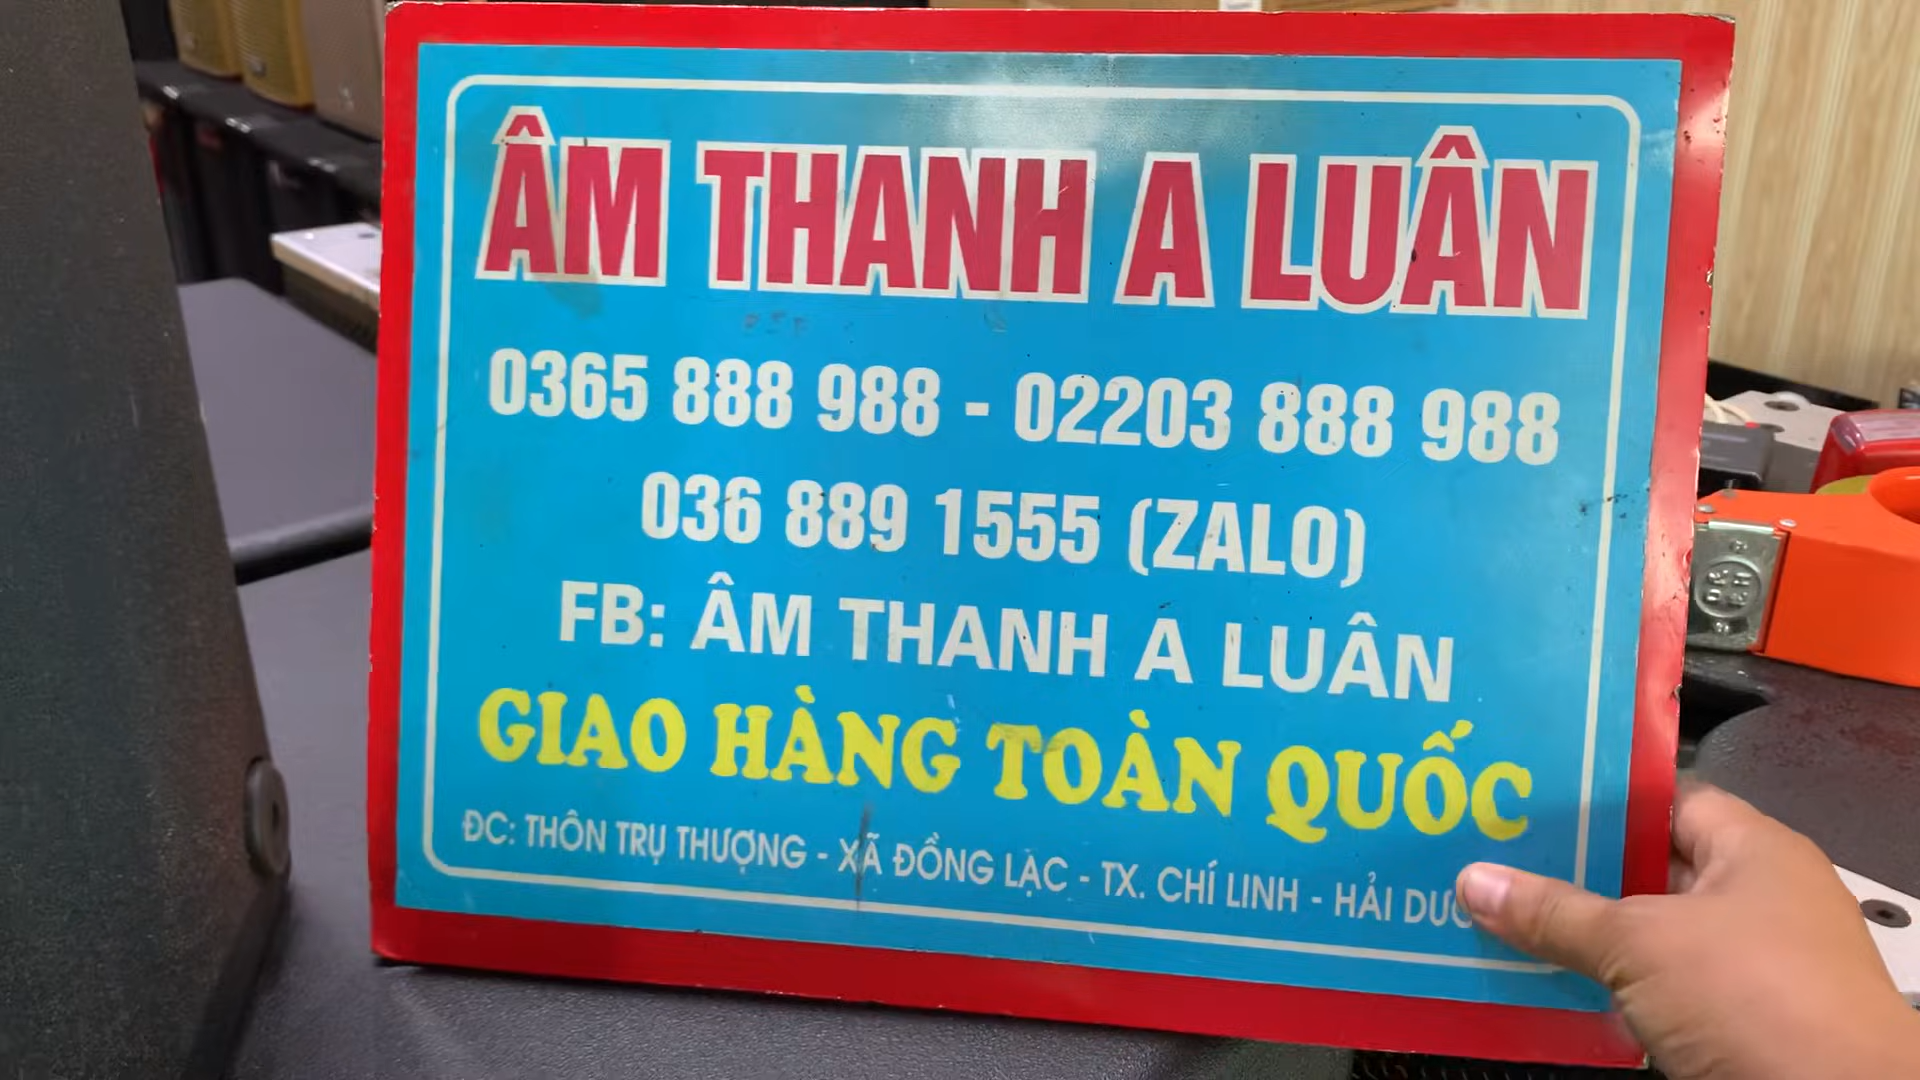 ÂM THANH A LUÂN
0365 888 988 - 02203 888 988
036 889 1555 (ZALO)
FB: ÂM THANH A LUÂN
GIAO HÀNG TOÀN QUỐC
ĐC: THÔN TRỤ THƯỢNG - XÃ ĐỒNG LẠC - TX. CHÍ LINH - HẢI